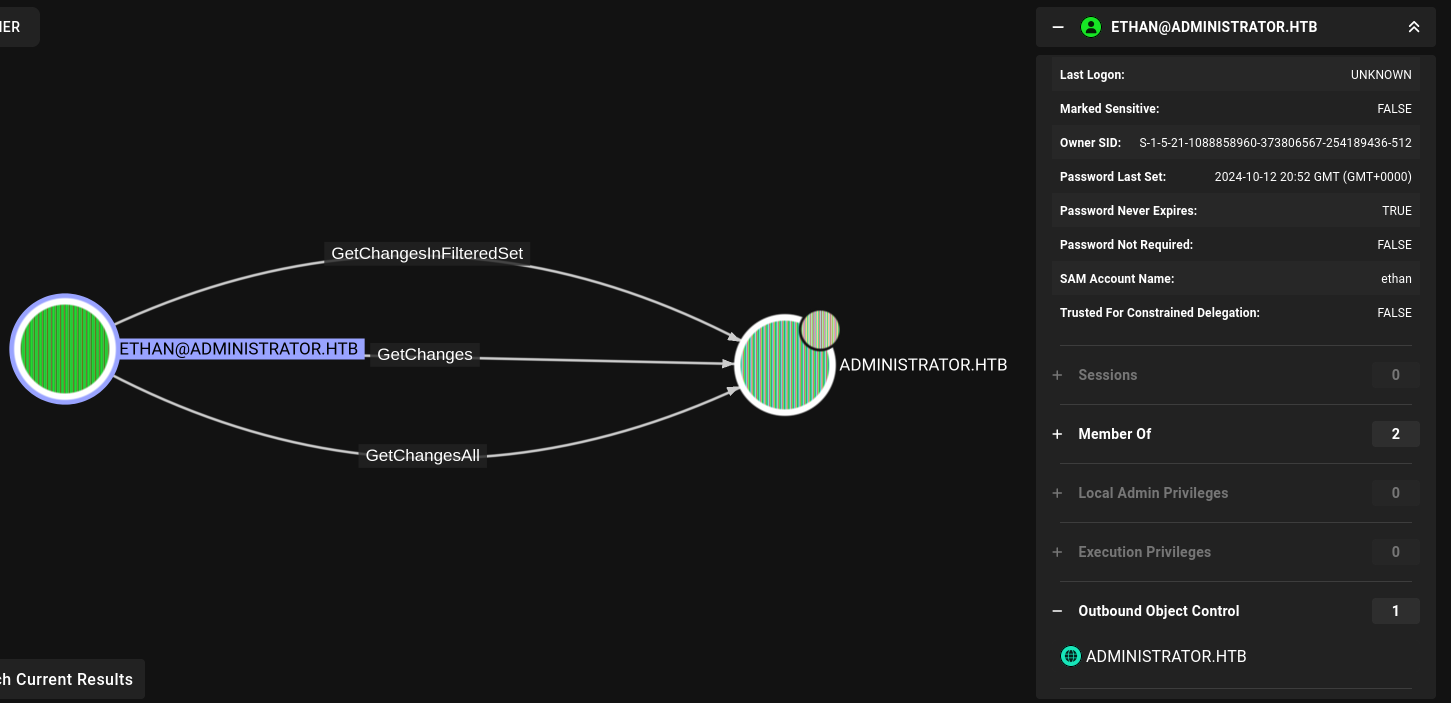 IER
GetChangesInFilteredSet
ETHAN@ADMINISTRATOR.HTB
GetChanges
ADMINISTRATOR.HTB
GetChangesAll
ch Current Results
ETHAN@ADMINISTRATOR.HTB
Last Logon: UNKNOWN
Marked Sensitive: FALSE
Owner SID: S-1-5-21-1088858960-373806567-254189436-512
Password Last Set: 2024-10-12 20:52 GMT (GMT+0000)
Password Never Expires: TRUE
Password Not Required: FALSE
SAM Account Name: ethan
Trusted For Constrained Delegation: FALSE
Sessions 0
Member Of 2
Local Admin Privileges 0
Execution Privileges 0
Outbound Object Control 1
ADMINISTRATOR.HTB